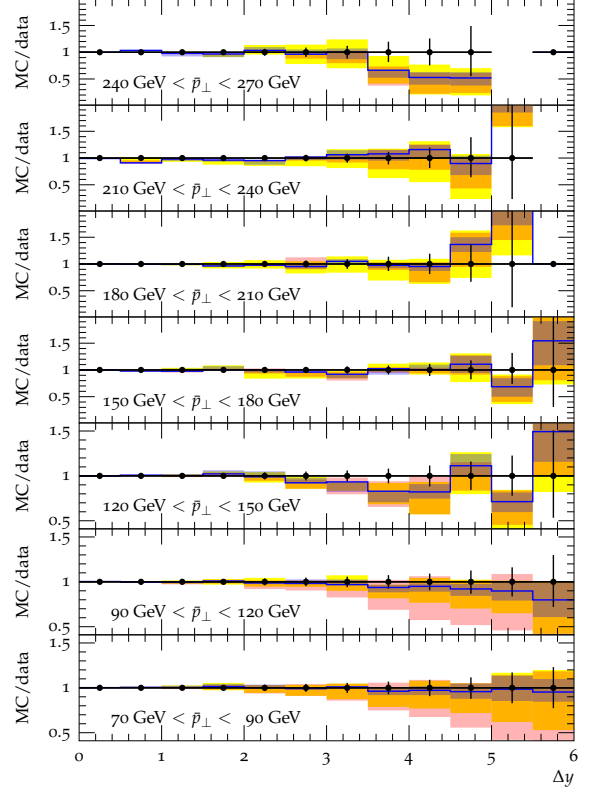 MC/data
1.5
1
0.5
240 GeV < p̄⊥ < 270 GeV
MC/data
1.5
1
0.5
210 GeV < p̄⊥ < 240 GeV
MC/data
1.5
1
0.5
180 GeV < p̄⊥ < 210 GeV
MC/data
1.5
1
0.5
150 GeV < p̄⊥ < 180 GeV
MC/data
1.5
1
0.5
120 GeV < p̄⊥ < 150 GeV
MC/data
1.5
1
0.5
90 GeV < p̄⊥ < 120 GeV
MC/data
1.5
1
0.5
70 GeV < p̄⊥ < 90 GeV
0 1 2 3 4 5 6
Δy